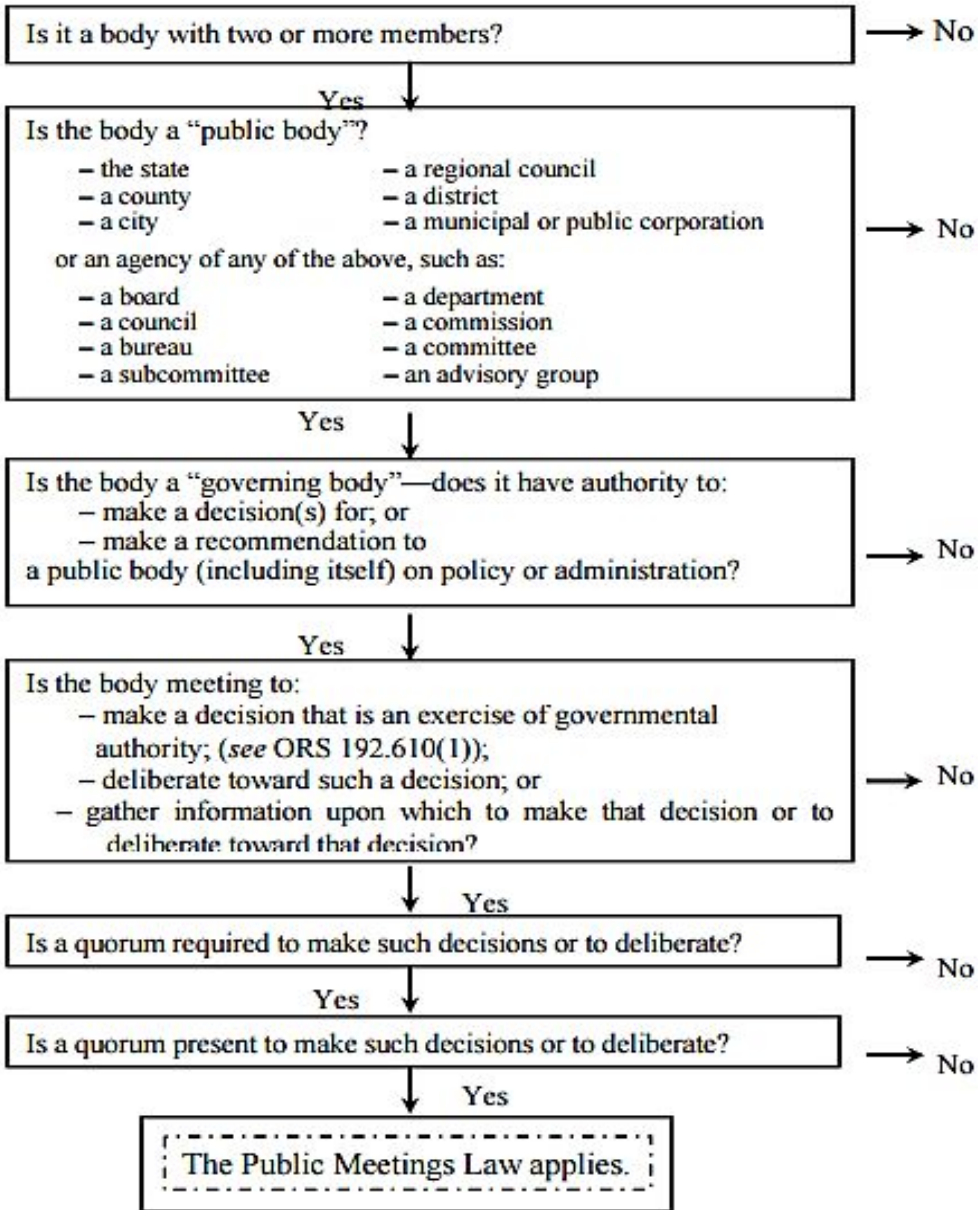 Is it a body with two or more members?
No
Yes
Is the body a “public body”?
– the state – a regional council
– a county – a district
– a city – a municipal or public corporation
No
or an agency of any of the above, such as:
– a board – a department
– a council – a commission
– a bureau – a committee
– a subcommittee – an advisory group
Yes
Is the body a “governing body”—does it have authority to:
– make a decision(s) for; or
– make a recommendation to
No
a public body (including itself) on policy or administration?
Yes
Is the body meeting to:
– make a decision that is an exercise of governmental
authority; (see ORS 192.610(1));
– deliberate toward such a decision; or
No
– gather information upon which to make that decision or to
deliberate toward that decision?
Yes
Is a quorum required to make such decisions or to deliberate?
No
Yes
Is a quorum present to make such decisions or to deliberate?
No
Yes
The Public Meetings Law applies.